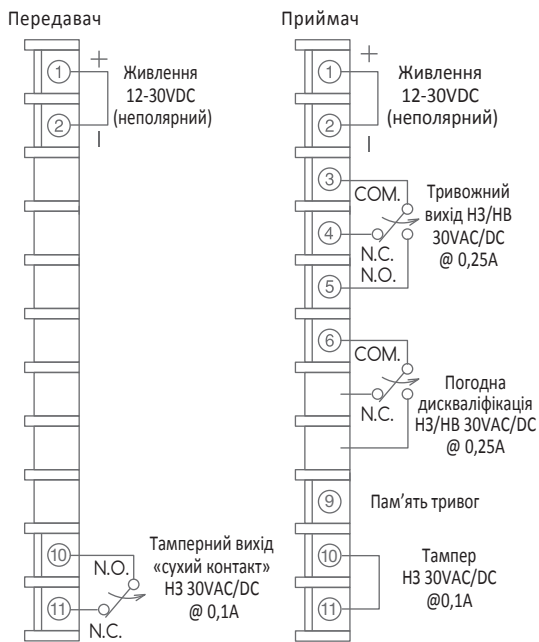 Передавач
1
+
2
|
Живлення
12-30VDC
(неполярний)
10
11
N.O.
N.C.
Тамперний вихід
«сухий контакт»
НЗ 30VAC/DC
@ 0,1A
Приймач
1
+
2
|
Живлення
12-30VDC
(неполярний)
3
COM.
4
N.C.
N.O.
5
Тривожний
вихід НЗ/НВ
30VAC/DC
@ 0,25A
6
COM.
N.C.
Погодна
дискваліфікація
НЗ/НВ 30VAC/DC
@ 0,25A
9
Пам’ять тривог
10
11
Тампер
НЗ 30VAC/DC
@0,1A